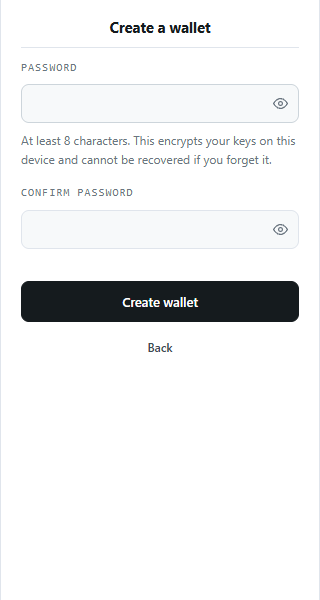 Create a wallet
PASSWORD
At least 8 characters. This encrypts your keys on this
device and cannot be recovered if you forget it.
CONFIRM PASSWORD
Create wallet
Back